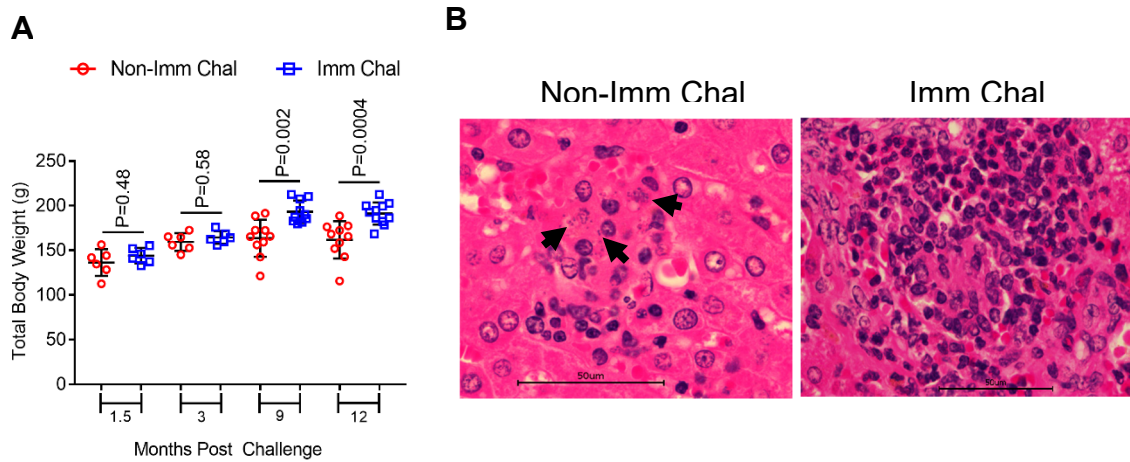 A
Non-Imm Chal
Imm Chal
P=0.48
P=0.58
P=0.002
P=0.0004
Total Body Weight (g)
250
200
150
100
50
0
1.5
3
9
12
Months Post Challenge
B
Non-Imm Chal
Imm Chal
50um
50um